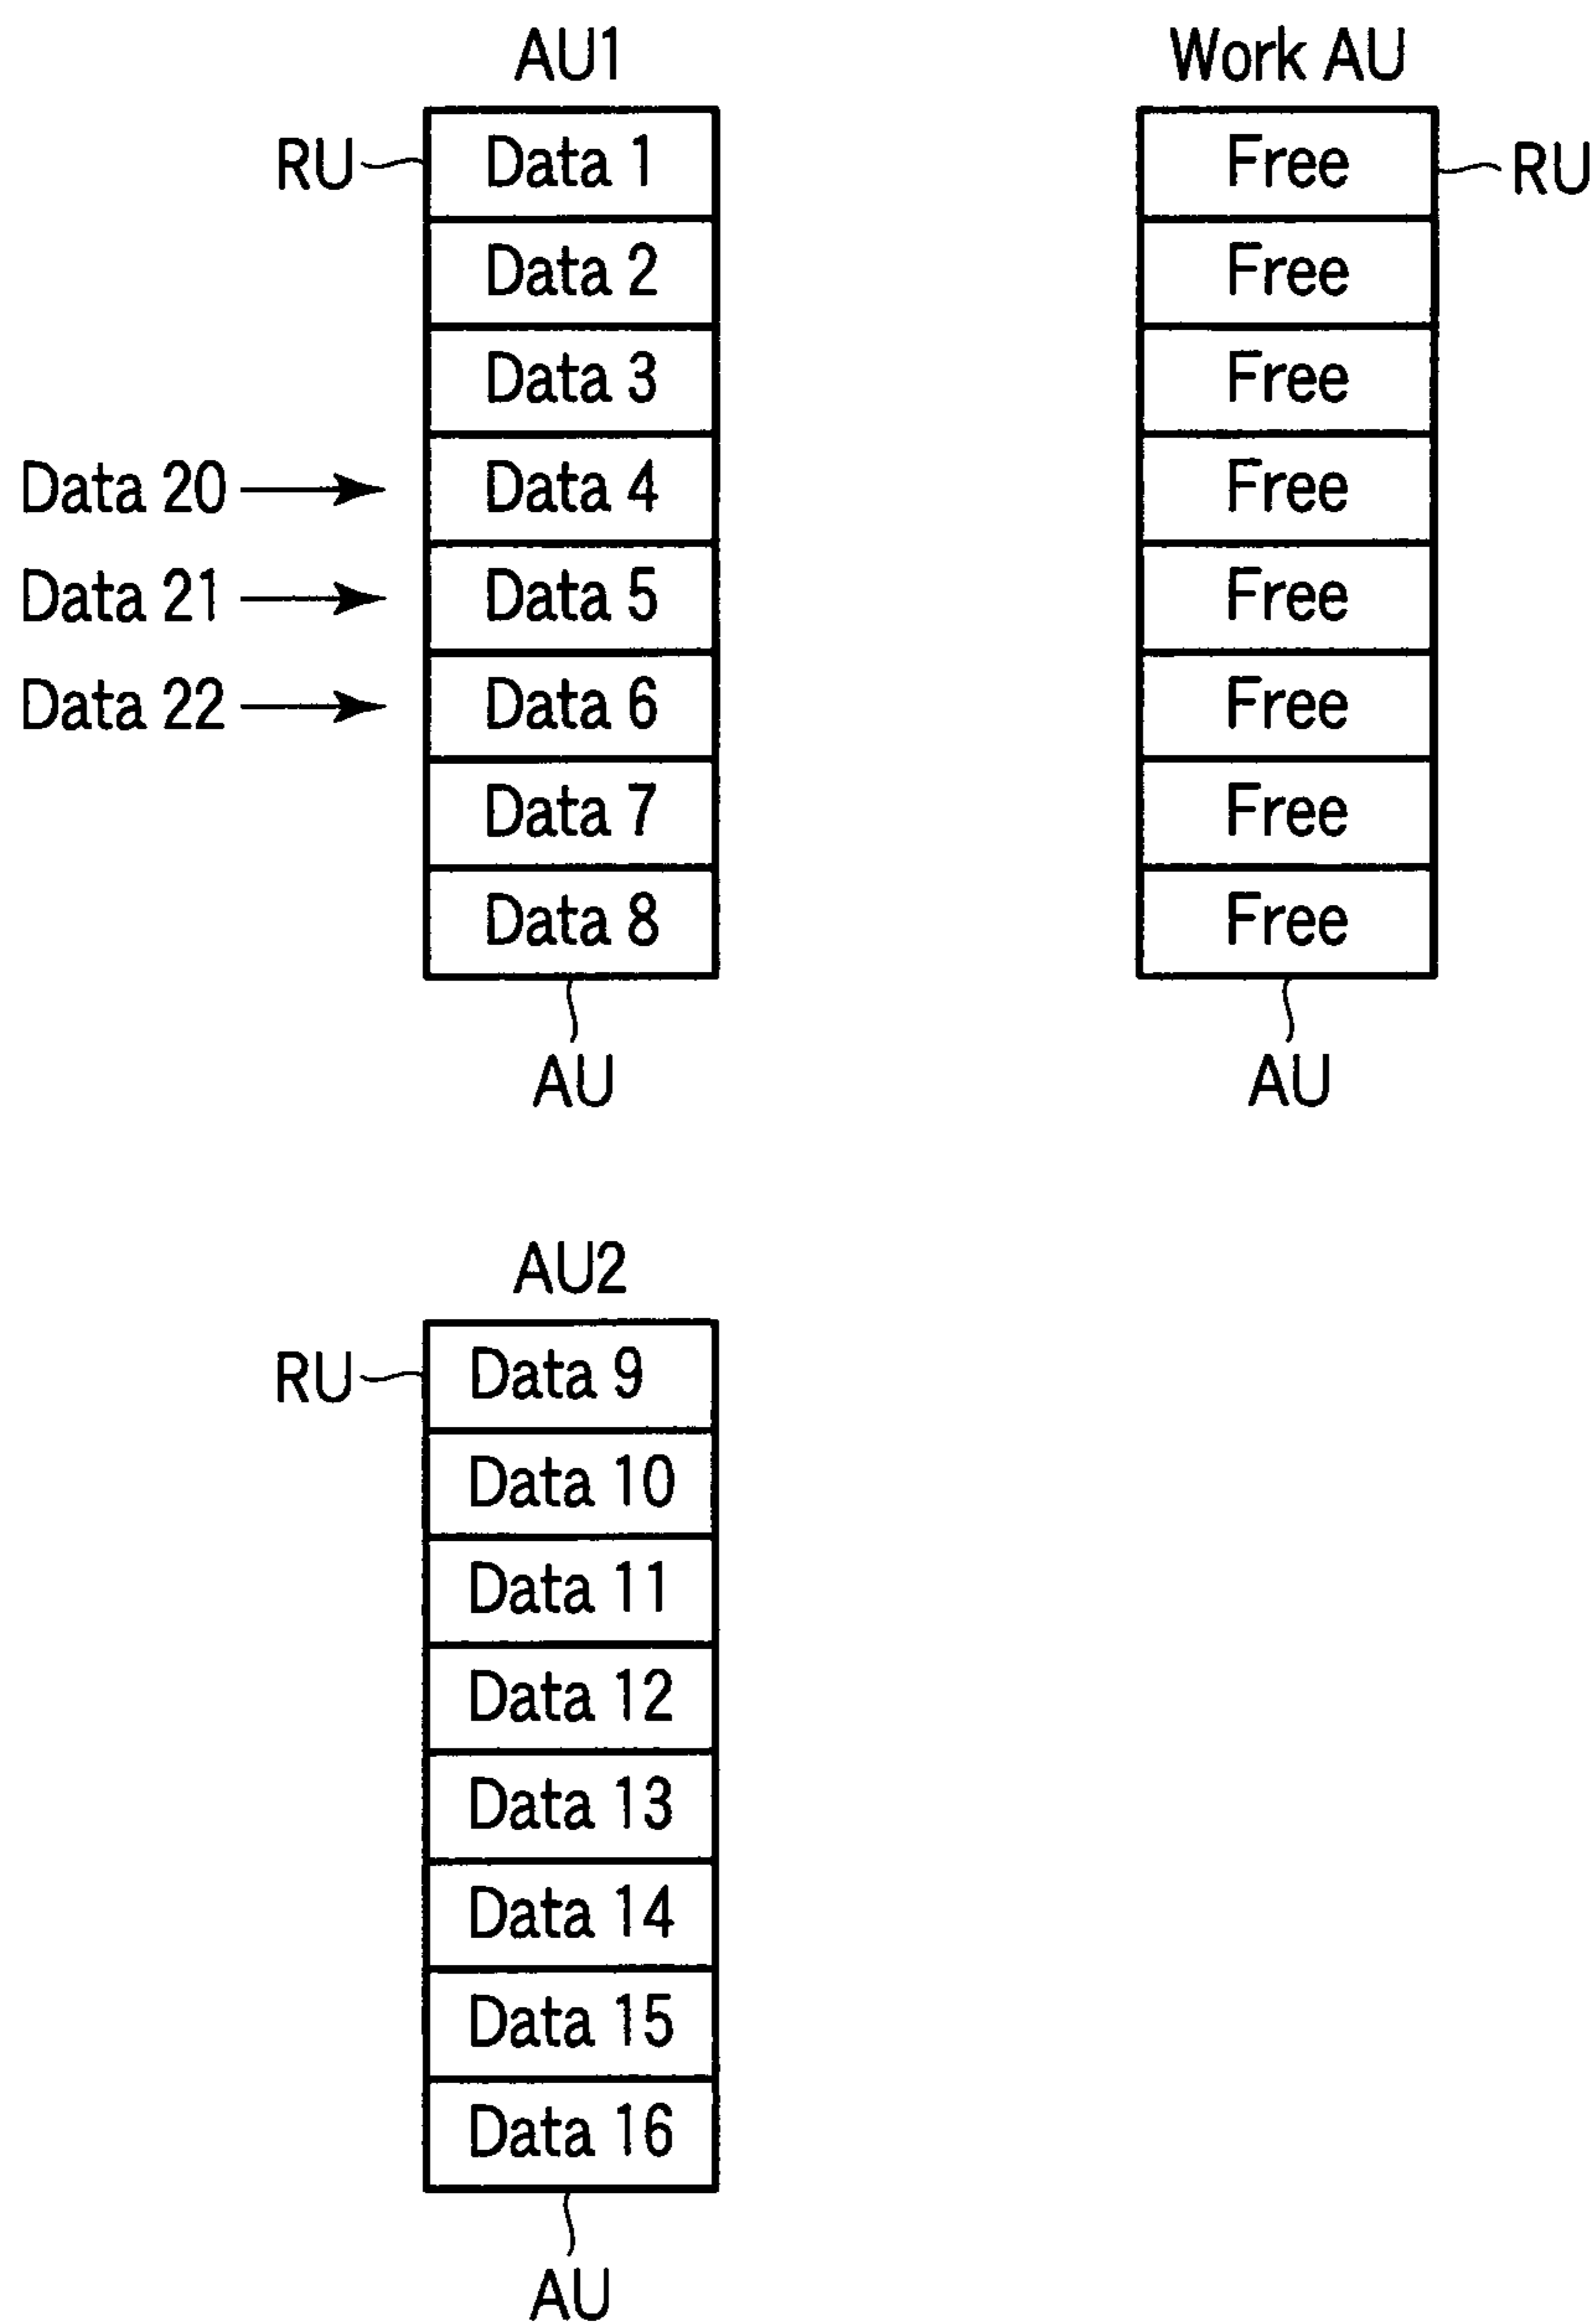 AU1
Work AU
RU
Data 1
Free
RU
Data 2
Free
Data 3
Free
Data 20
Data 4
Free
Data 21
Data 5
Free
Data 22
Data 6
Free
Data 7
Free
Data 8
Free
AU
AU
AU2
RU
Data 9
Data 10
Data 11
Data 12
Data 13
Data 14
Data 15
Data 16
AU